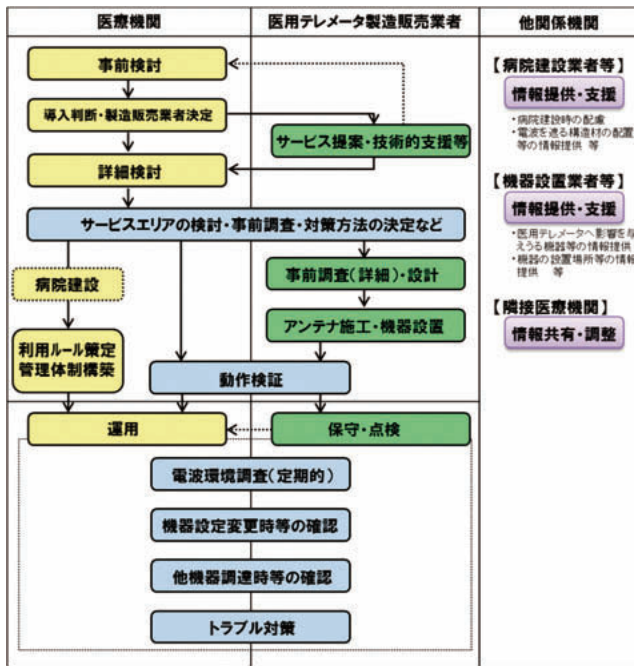 医療機関
医用テレメータ製造販売業者
他関係機関
事前検討
導入判断・製造販売業者決定
サービス提案・技術的支援等
詳細検討
サービスエリアの検討・事前調査・対策方法の決定など
病院建設
事前調査(詳細)・設計
アンテナ施工・機器設置
利用ルール策定
管理体制構築
動作検証
運用
保守・点検
電波環境調査(定期的)
機器設定変更時等の確認
他機器調達時等の確認
トラブル対策
【病院建設業者等】
情報提供・支援
・病院建設時の配慮
・電波を遮る構造材の配置
等の情報提供 等
【機器設置業者等】
情報提供・支援
・医用テレメータへ影響を与
えうる機器等の情報提供
・機器の設置場所等の情報
提供 等
【隣接医療機関】
情報共有・調整